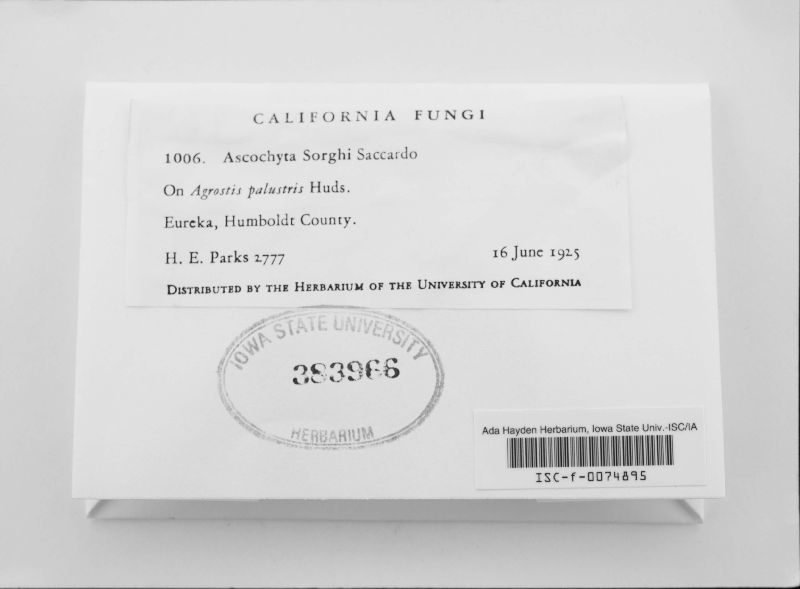 CALIFORNIA FUNGI
1006. Ascochyta Sorghi Saccardo
On Agrostis palustris Huds.
Eureka, Humboldt County.
H. E. Parks 2777 16 June 1925
DISTRIBUTED BY THE HERBARIUM OF THE UNIVERSITY OF CALIFORNIA
IOWA STATE UNIVERSITY
383966
HERBARIUM
Ada Hayden Herbarium, Iowa State Univ.-ISC/IA
ISC-f-0074895